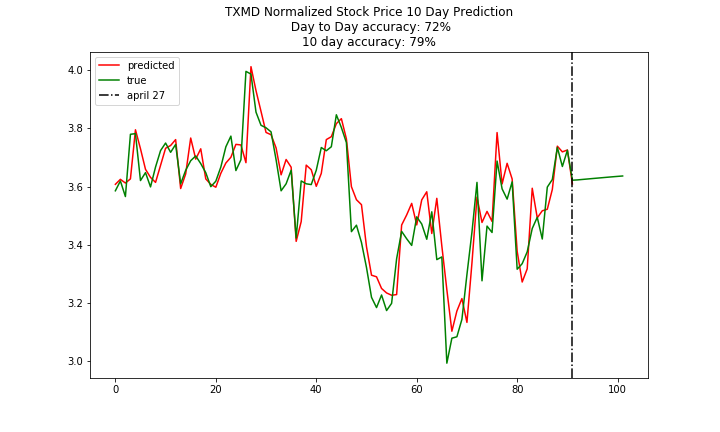 TXMD Normalized Stock Price 10 Day Prediction
Day to Day accuracy: 72%
10 day accuracy: 79%
predicted
true
april 27
4.0
3.8
3.6
3.4
3.2
3.0
0 20 40 60 80 100